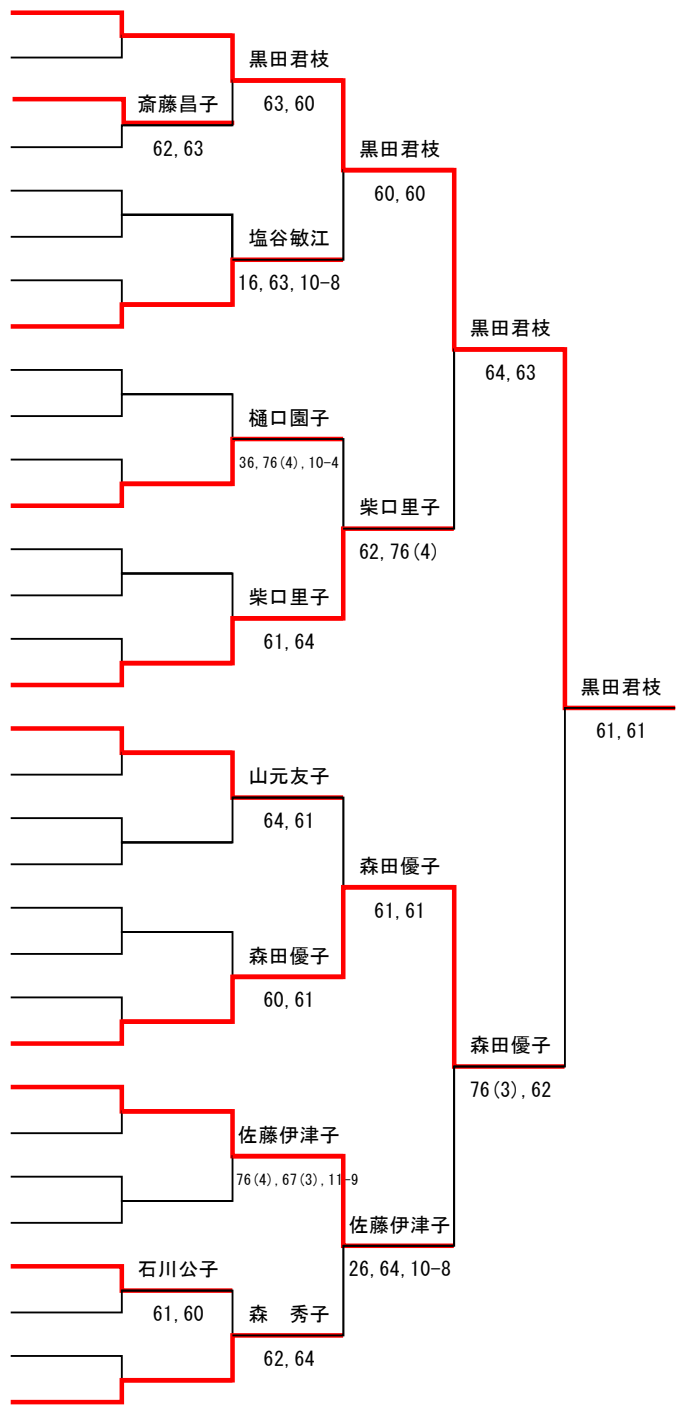 黒田君枝
63,60
斎藤昌子
62,63
黒田君枝
60,60
塩谷敏江
16,63,10-8
黒田君枝
64,63
樋口園子
36,76(4),10-4
柴口里子
62,76(4)
柴口里子
61,64
黒田君枝
61,61
山元友子
64,61
森田優子
61,61
森田優子
60,61
森田優子
76(3),62
佐藤伊津子
76(4),67(3),11-9
佐藤伊津子
26,64,10-8
石川公子
61,60
森　秀子
62,64